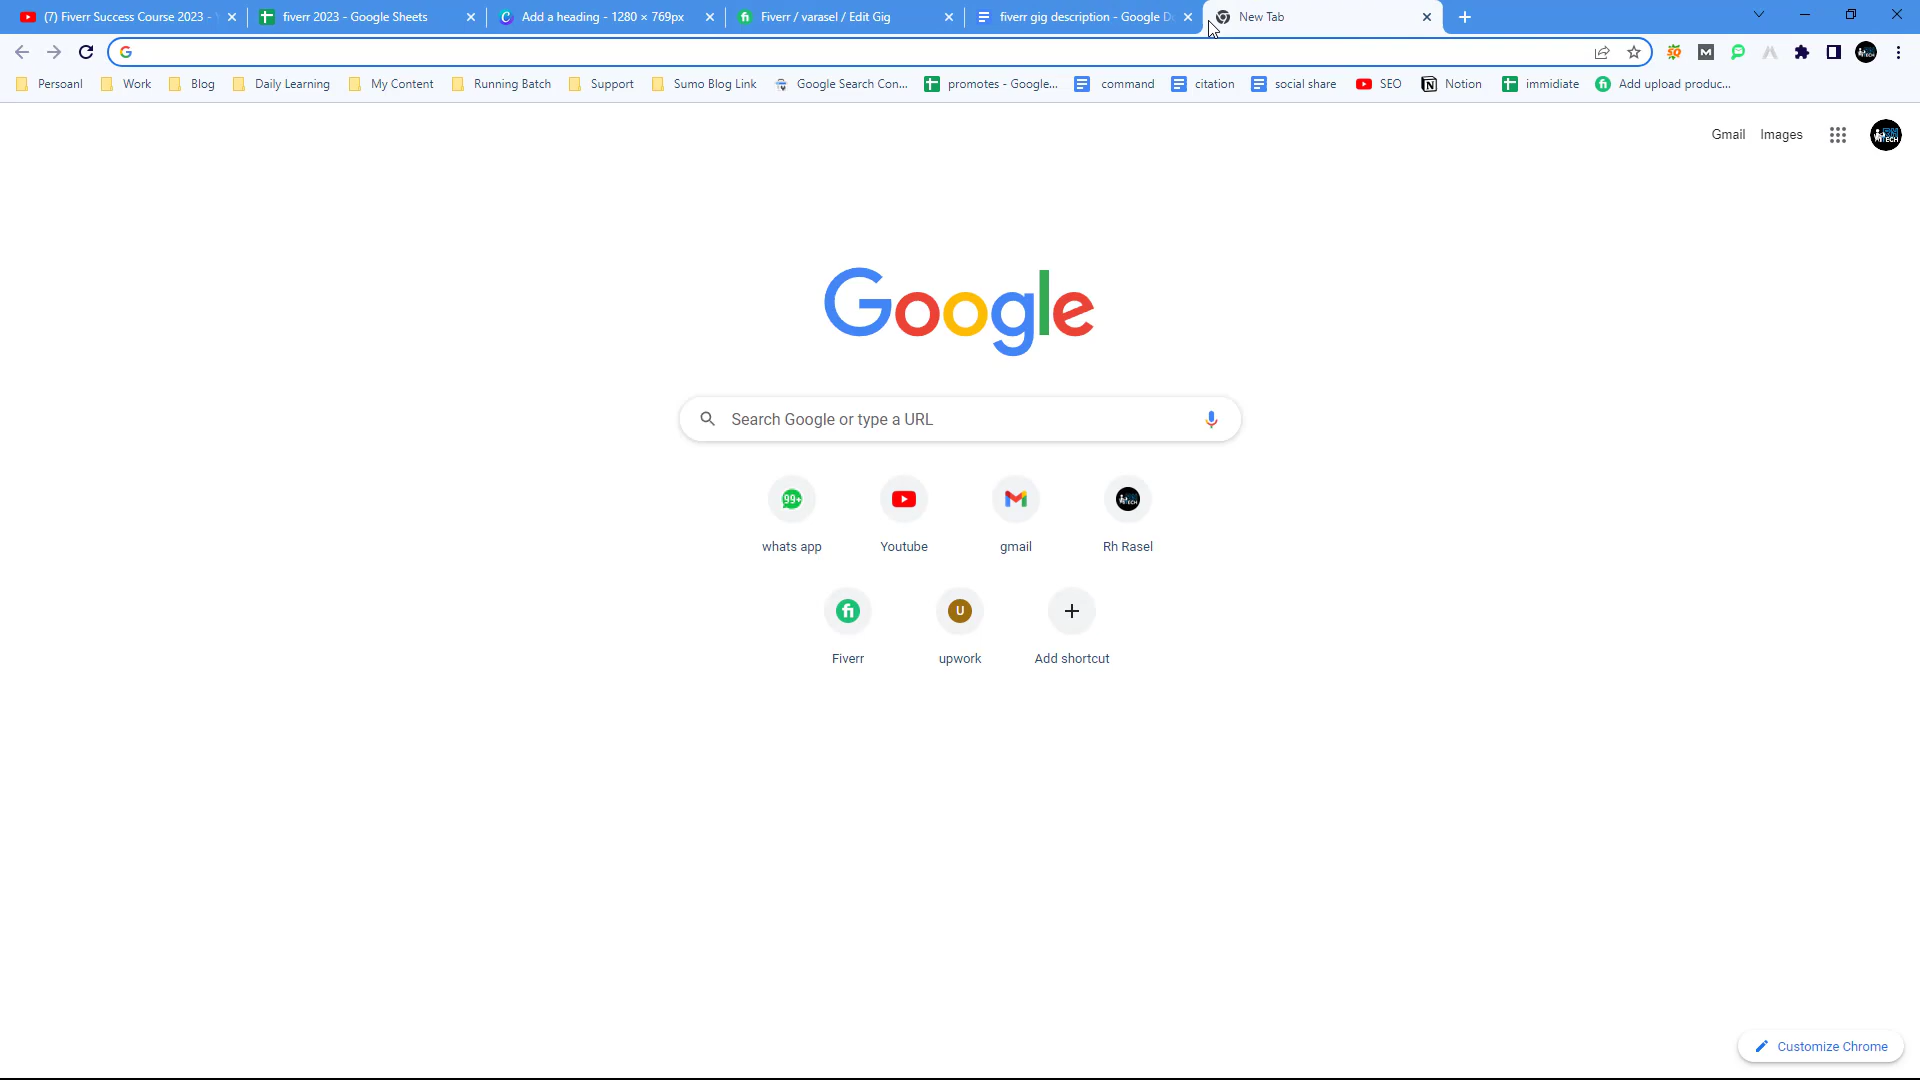 (7) Fiverr Success Course 2023 -
fiverr 2023 - Google Sheets
Add a heading - 1280 × 769px
Fiverr / varasel / Edit Gig
fiverr gig description - Google D
New Tab
Persoanl
Work
Blog
Daily Learning
My Content
Running Batch
Support
Sumo Blog Link
Google Search Con...
promotes - Google...
command
citation
social share
SEO
Notion
immidiate
Add upload produc...
Gmail
Images
Google
Search Google or type a URL
99+
whats app
Youtube
gmail
Rh Rasel
U
Fiverr
upwork
Add shortcut
Customize Chrome